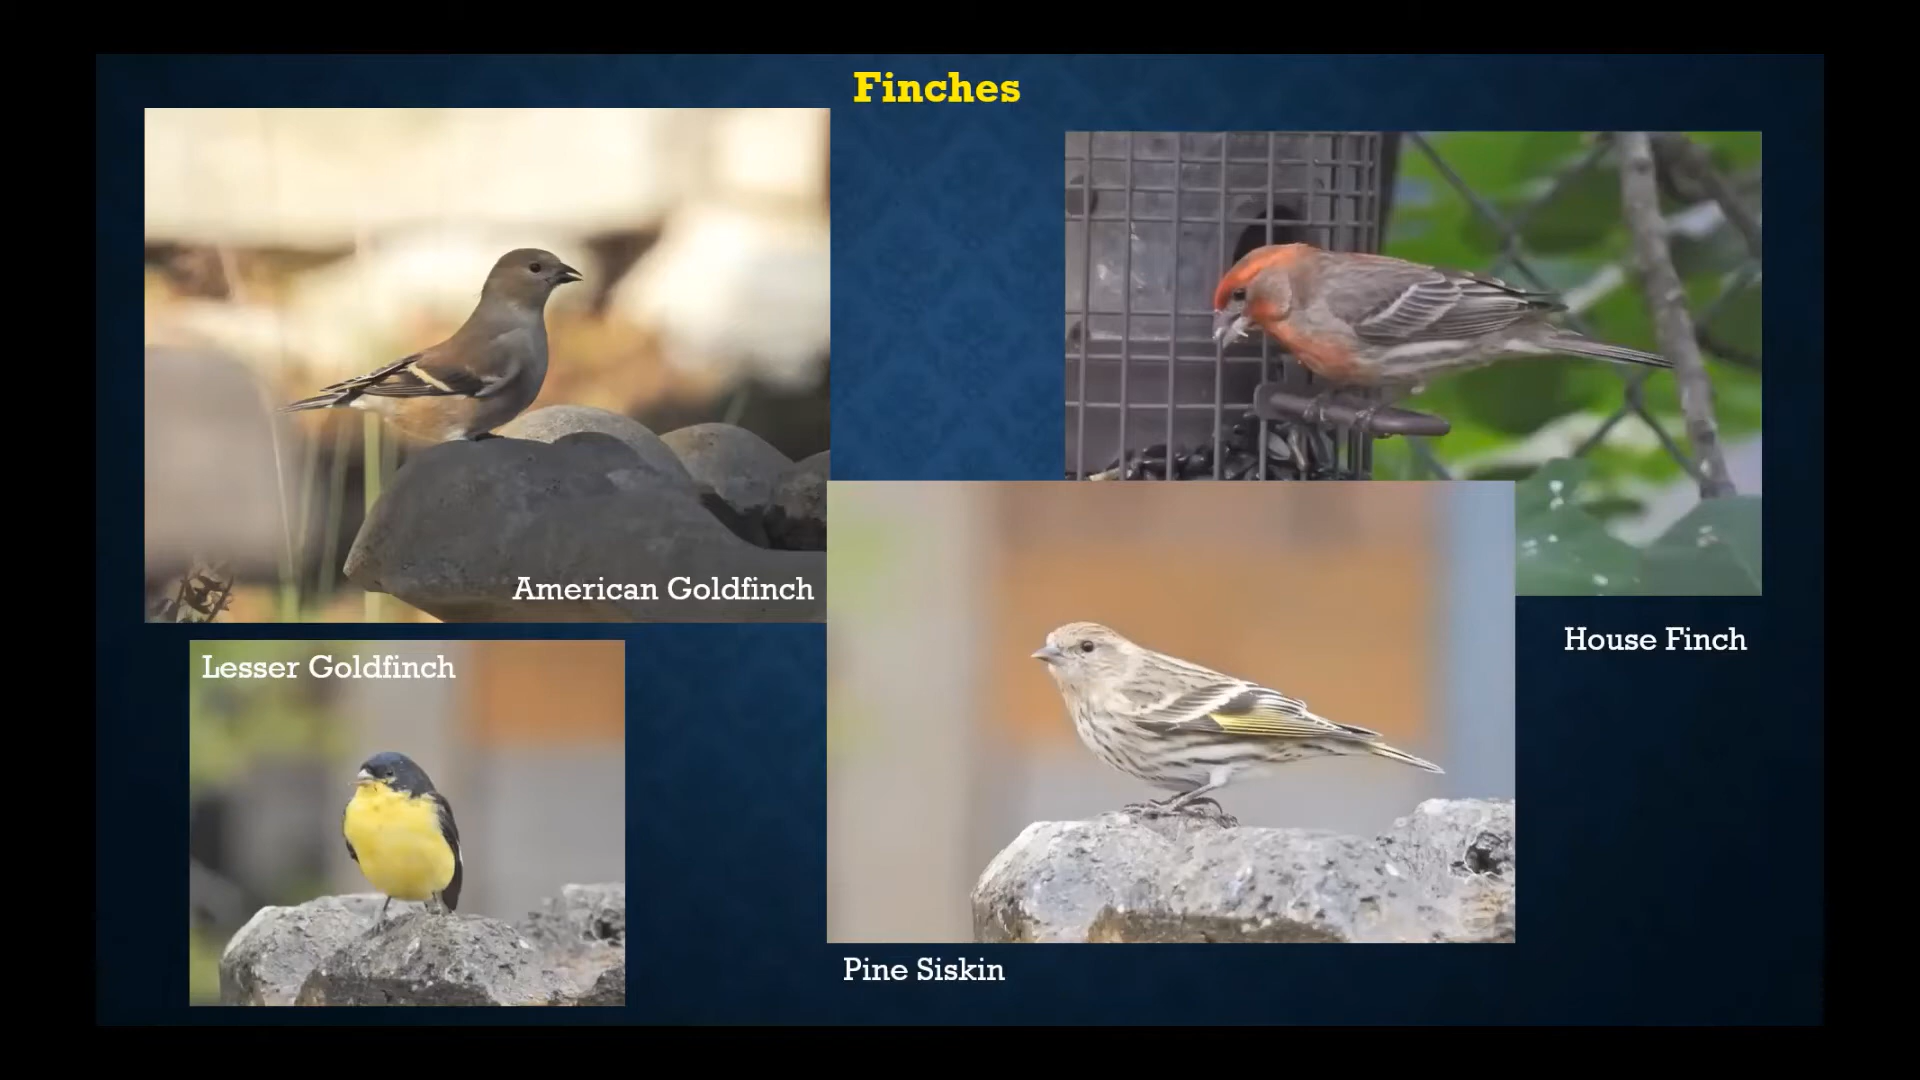 Finches
American Goldfinch
House Finch
Lesser Goldfinch
Pine Siskin